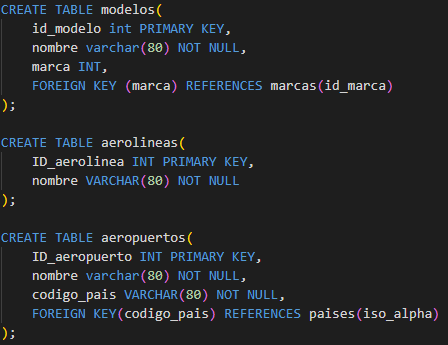 CREATE TABLE modelos(
    id_modelo int PRIMARY KEY,
    nombre varchar(80) NOT NULL,
    marca INT,
    FOREIGN KEY (marca) REFERENCES marcas(id_marca)
);

CREATE TABLE aerolineas(
    ID_aerolinea INT PRIMARY KEY,
    nombre VARCHAR(80) NOT NULL
);

CREATE TABLE aeropuertos(
    ID_aeropuerto INT PRIMARY KEY,
    nombre varchar(80) NOT NULL,
    codigo_pais VARCHAR(80) NOT NULL,
    FOREIGN KEY(codigo_pais) REFERENCES paises(iso_alpha)
);